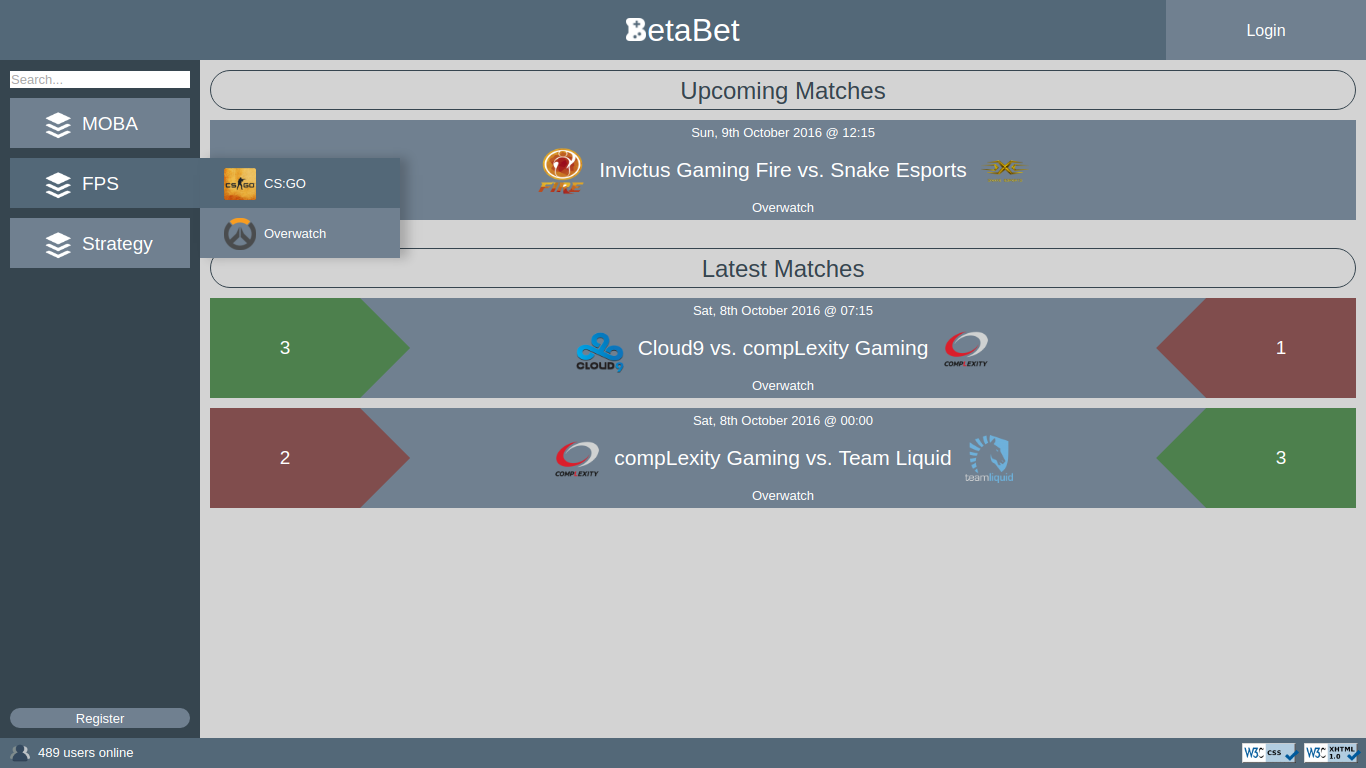 BetaBet
Login
Search...
MOBA
FPS
Strategy
CS:GO
CS GO
Overwatch
Upcoming Matches
Sun, 9th October 2016 @ 12:15
FIRE
Invictus Gaming Fire vs. Snake Esports
Overwatch
Latest Matches
Sat, 8th October 2016 @ 07:15
3
CLOUD9
Cloud9 vs. compLexity Gaming
COMPLEXITY
1
Overwatch
Sat, 8th October 2016 @ 00:00
2
COMPLEXITY
compLexity Gaming vs. Team Liquid
teamliquid
3
Overwatch
Register
489 users online
W3C CSS
W3C XHTML 1.0